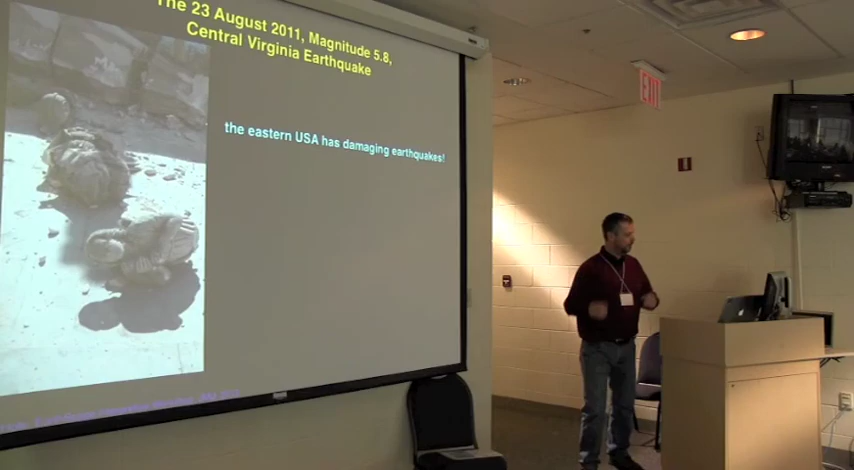 The 23 August 2011, Magnitude 5.8,
Central Virginia Earthquake
the eastern USA has damaging earthquakes!
EXIT